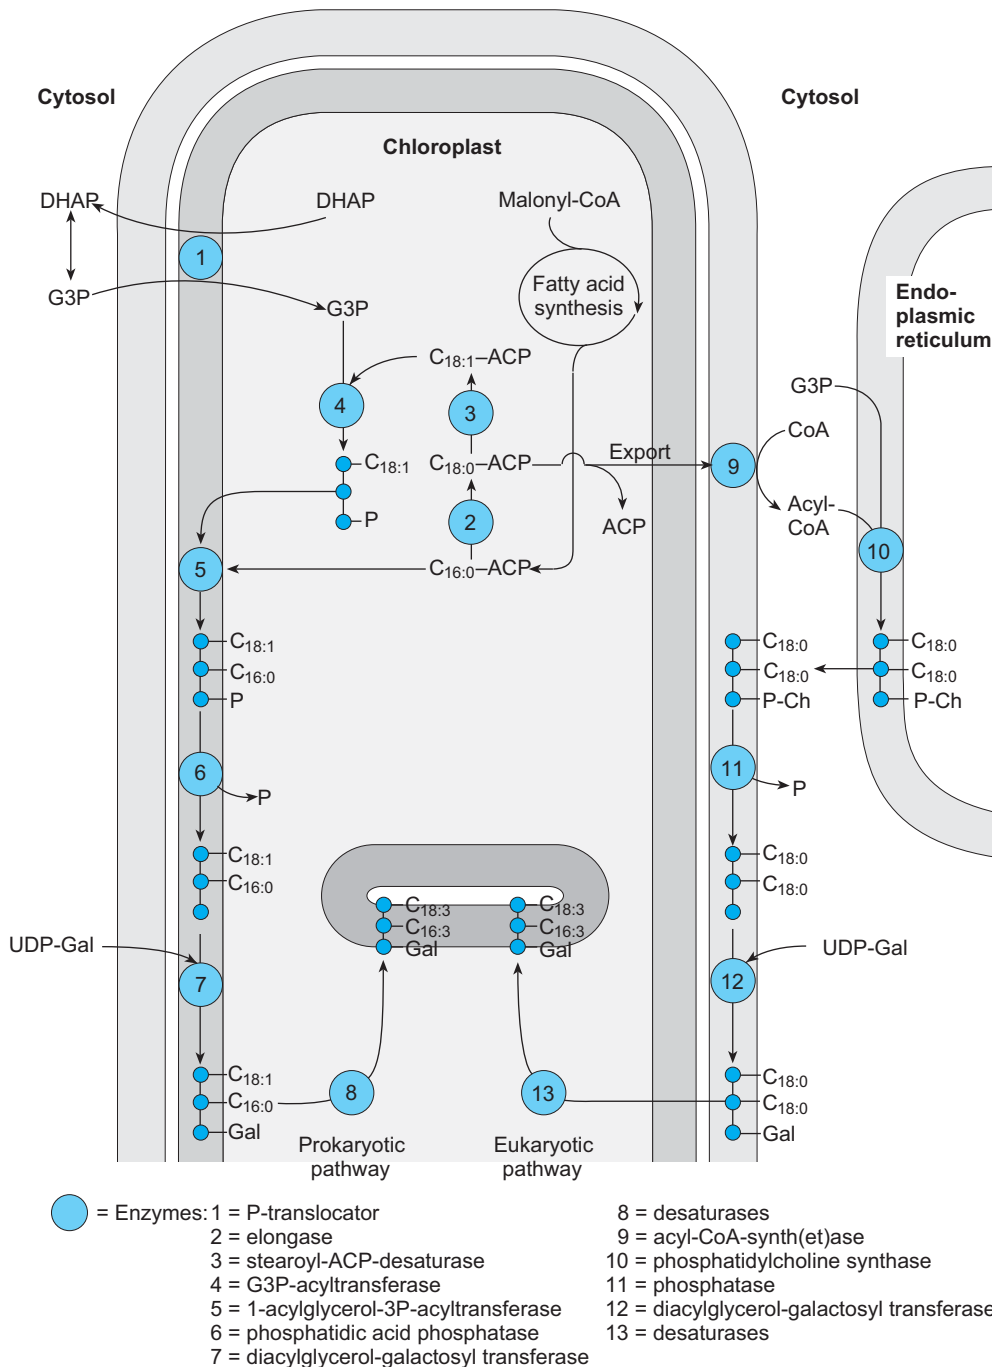 Cytosol
Cytosol
Chloroplast
DHAP
DHAP
Malonyl-CoA
1
G3P
G3P
Fatty acid
synthesis
Endo-
plasmic
reticulum
C18:1–ACP
G3P
4
3
CoA
C18:1
C18:0–ACP
Export
9
P
2
ACP
Acyl-
CoA
5
C16:0–ACP
10
C18:1
C16:0
P
C18:0
C18:0
P-Ch
C18:0
C18:0
P-Ch
6
P
11
P
C18:1
C16:0
C18:0
C18:0
C18:3
C16:3
Gal
C18:3
C16:3
Gal
UDP-Gal
UDP-Gal
7
12
C18:1
C16:0
Gal
8
13
C18:0
C18:0
Gal
Prokaryotic
pathway
Eukaryotic
pathway
= Enzymes: 1 = P-translocator
2 = elongase
3 = stearoyl-ACP-desaturase
4 = G3P-acyltransferase
5 = 1-acylglycerol-3P-acyltransferase
6 = phosphatidic acid phosphatase
7 = diacylglycerol-galactosyl transferase
8 = desaturases
9 = acyl-CoA-synth(et)ase
10 = phosphatidylcholine synthase
11 = phosphatase
12 = diacylglycerol-galactosyl transferase
13 = desaturases